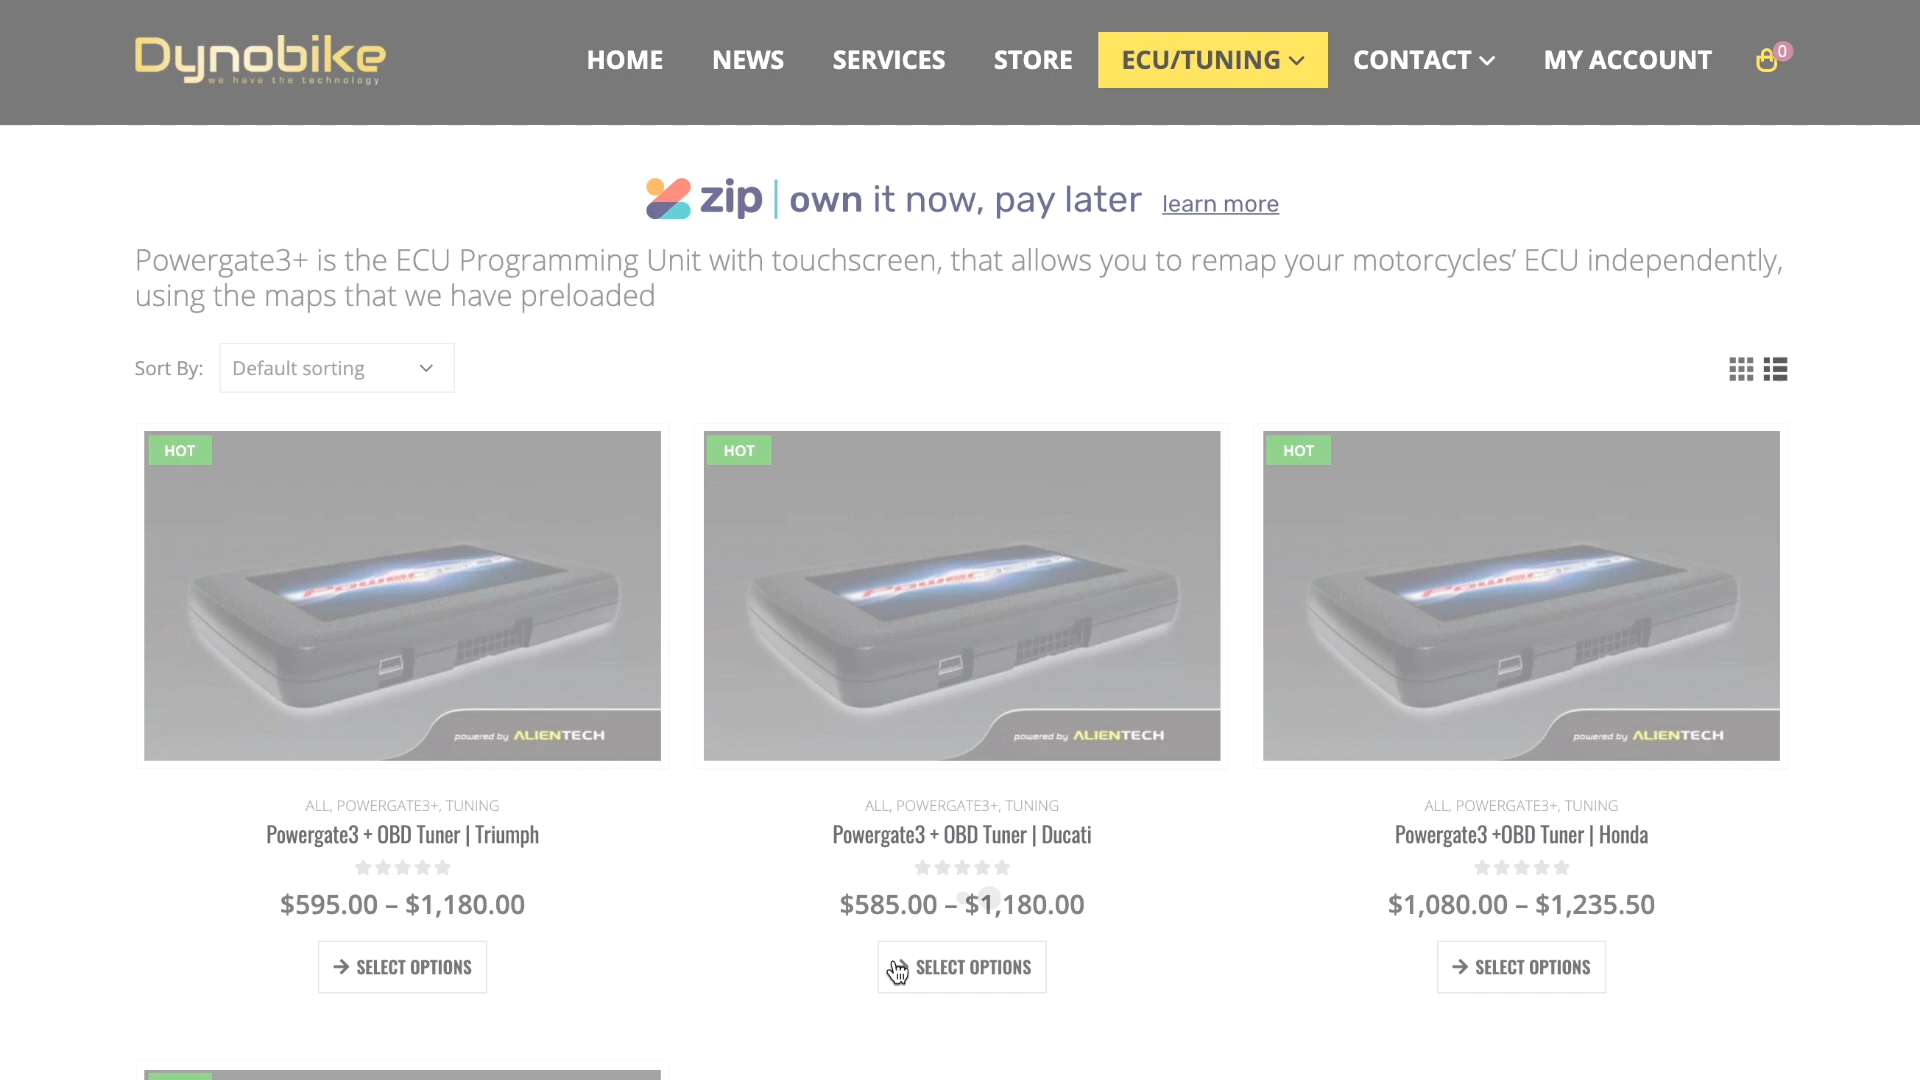 Dynobike
we have the technology
HOME NEWS SERVICES STORE ECU/TUNING CONTACT MY ACCOUNT 0
zip | own it now, pay later learn more
Powergate3+ is the ECU Programming Unit with touchscreen, that allows you to remap your motorcycles’ ECU independently,
using the maps that we have preloaded
Sort By: Default sorting
HOT HOT HOT
powered by ALIENTECH powered by ALIENTECH powered by ALIENTECH
ALL, POWERGATE3+, TUNING ALL, POWERGATE3+, TUNING ALL, POWERGATE3+, TUNING
Powergate3 + OBD Tuner | Triumph Powergate3 + OBD Tuner | Ducati Powergate3 +OBD Tuner | Honda
$595.00 – $1,180.00 $585.00 – $1,180.00 $1,080.00 – $1,235.50
SELECT OPTIONS SELECT OPTIONS SELECT OPTIONS